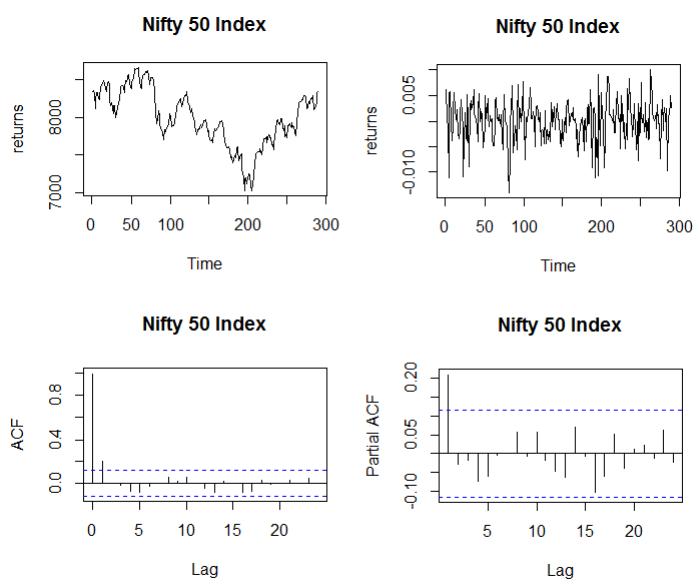 Nifty 50 Index
returns
8000
7000
0 50 100 200 300
Time
Nifty 50 Index
returns
0.005
-0.010
0 50 100 200 300
Time
Nifty 50 Index
ACF
0.8
0.4
0.0
0 5 10 15 20
Lag
Nifty 50 Index
Partial ACF
0.20
0.05
-0.10
5 10 15 20
Lag